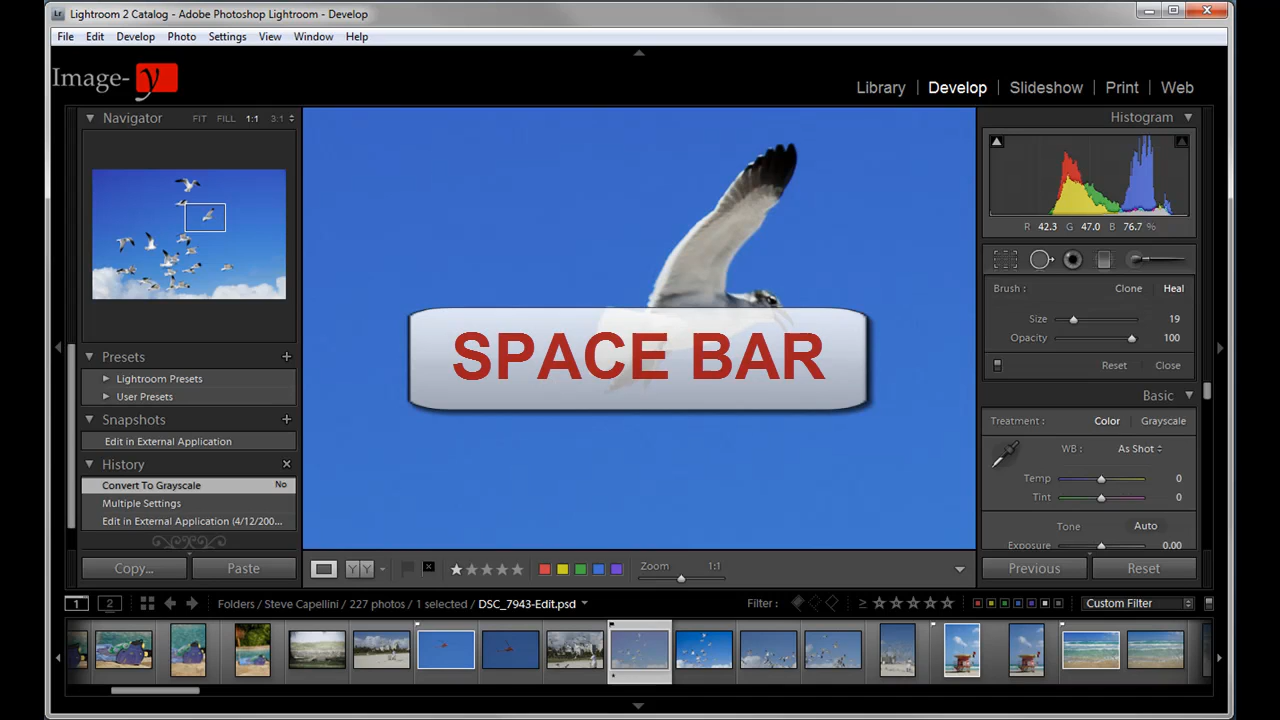 Lightroom 2 Catalog - Adobe Photoshop Lightroom - Develop
File Edit Develop Photo Settings View Window Help
Image-y
Library | Develop | Slideshow | Print | Web
Navigator FIT FILL 1:1 3:1
Histogram
R 42.3 G 47.0 B 76.7 %
Brush : Clone Heal
Size 19
Opacity 100
Reset Close
SPACE BAR
Presets
Lightroom Presets
User Presets
Snapshots
Edit in External Application
History
Convert To Grayscale No
Multiple Settings
Edit in External Application (4/12/200...
Basic
Treatment : Color Grayscale
WB : As Shot
Temp 0
Tint 0
Tone Auto
Exposure 0.00
Copy... Paste
YY Zoom 1:1
Previous Reset
1 2 Folders / Steve Capellini / 227 photos / 1 selected / DSC_7943-Edit.psd
Filter : ≥ Custom Filter